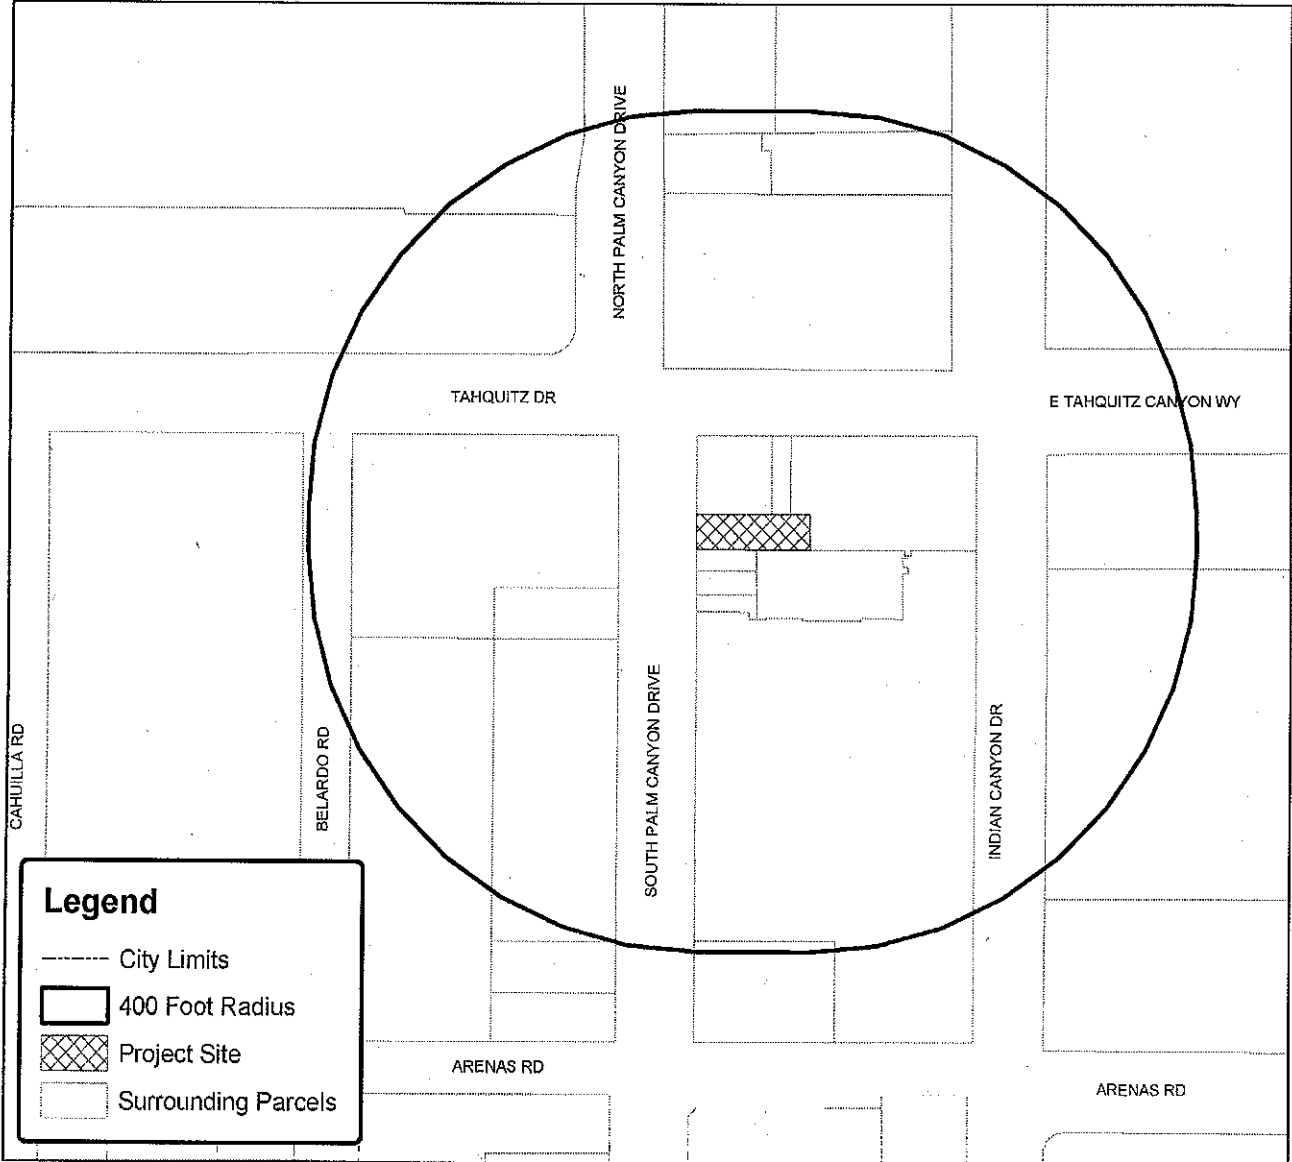 NORTH PALM CANYON DRIVE
TAHQUITZ DR
E TAHQUITZ CANYON WY
CAHUILLA RD
BELARDO RD
SOUTH PALM CANYON DRIVE
INDIAN CANYON DR
Legend
City Limits
400 Foot Radius
Project Site
Surrounding Parcels
ARENAS RD
ARENAS RD